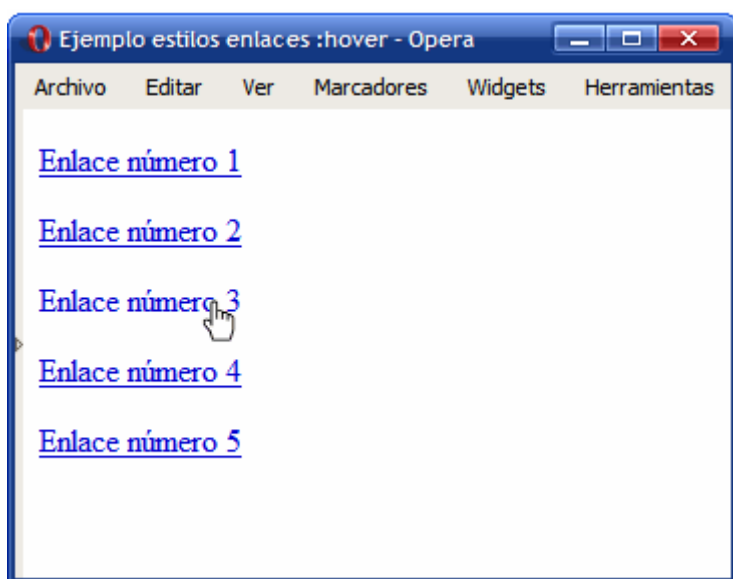 Ejemplo estilos enlaces :hover - Opera
Archivo Editar Ver Marcadores Widgets Herramientas
Enlace número 1
Enlace número 2
Enlace número 3
Enlace número 4
Enlace número 5